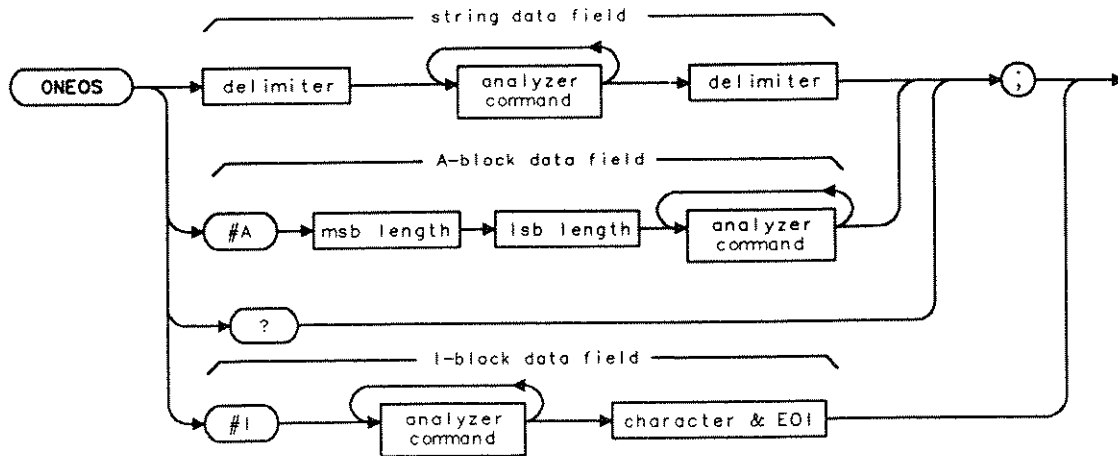 string data field
ONEOS
delimiter
analyzer
command
delimiter
;
A-block data field
#A
msb length
lsb length
analyzer
command
?
I-block data field
#I
analyzer
command
character & EOI